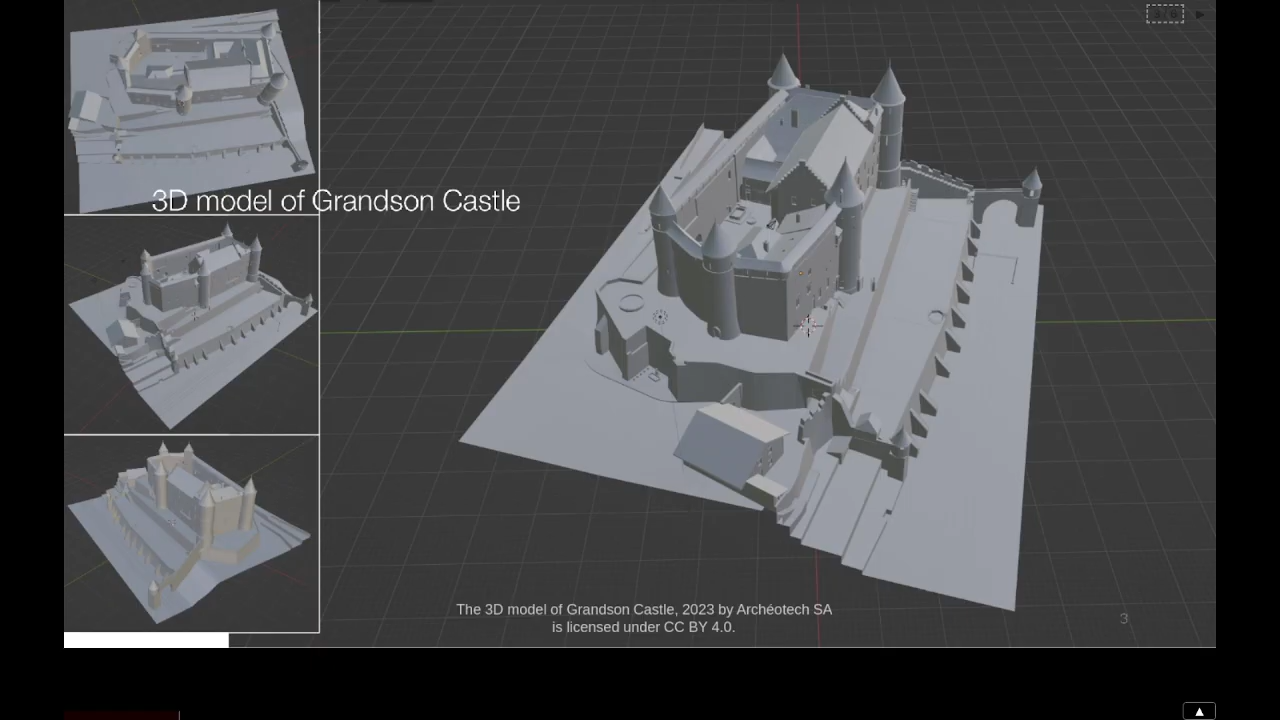 3D model of Grandson Castle
The 3D model of Grandson Castle, 2023 by Archéotech SA
is licensed under CC BY 4.0.
3